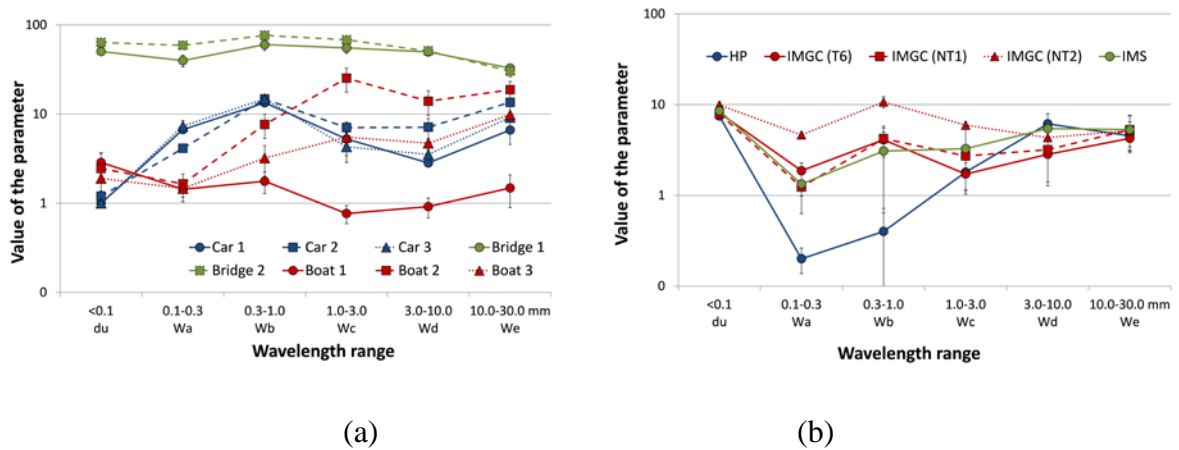 100
10
1
0
Value of the parameter
Car 1 Car 2 Car 3 Bridge 1
Bridge 2 Boat 1 Boat 2 Boat 3
<0.1 0.1-0.3 0.3-1.0 1.0-3.0 3.0-10.0 10.0-30.0 mm
du Wa Wb Wc Wd We
Wavelength range
(a)
100
10
1
0
Value of the parameter
HP IMGC (T6) IMGC (NT1) IMGC (NT2) IMS
<0.1 0.1-0.3 0.3-1.0 1.0-3.0 3.0-10.0 10.0-30.0 mm
du Wa Wb Wc Wd We
Wavelength range
(b)